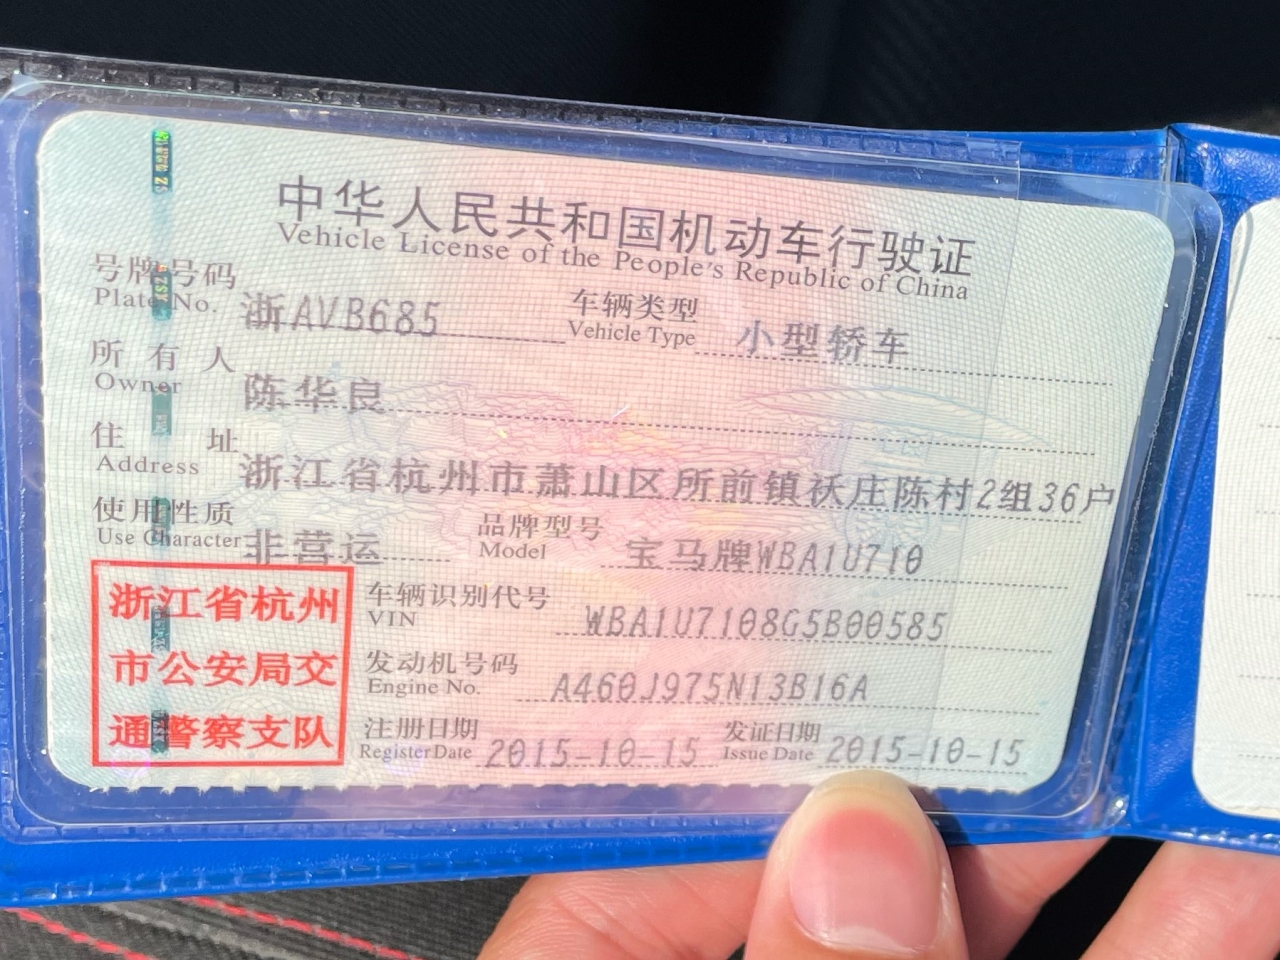 中华人民共和国机动车行驶证
Vehicle License of the People's Republic of China
号牌号码 浙AVB685 车辆类型 小型轿车
Plate No. Vehicle Type
所有人 陈华良
Owner
住址 浙江省杭州市萧山区所前镇祆庄陈村2组36户
Address
使用性质 非营运 品牌型号 宝马牌WBA1U710
Use Character Model
浙江省杭州
市公安局交
通警察支队
车辆识别代号 WBA1U7108G5B00585
VIN
发动机号码 A460J975N13B16A
Engine No.
注册日期 2015-10-15 发证日期 2015-10-15
Register Date Issue Date